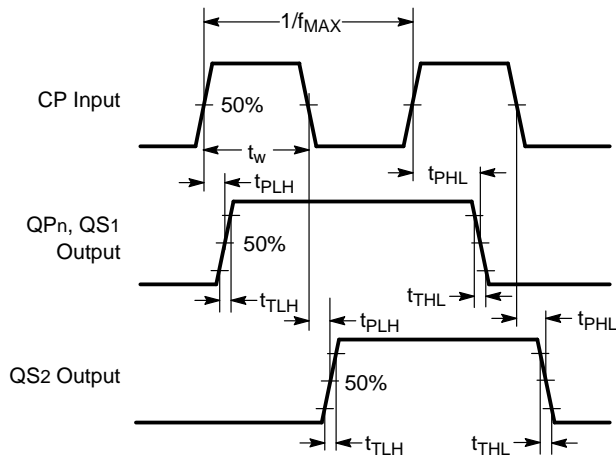 1/fMAX
CP Input
50%
tw
tPLH
tPHL
QPn, QS1
Output
50%
tTLH
tTHL
tPLH
tPHL
QS2 Output
50%
tTLH
tTHL